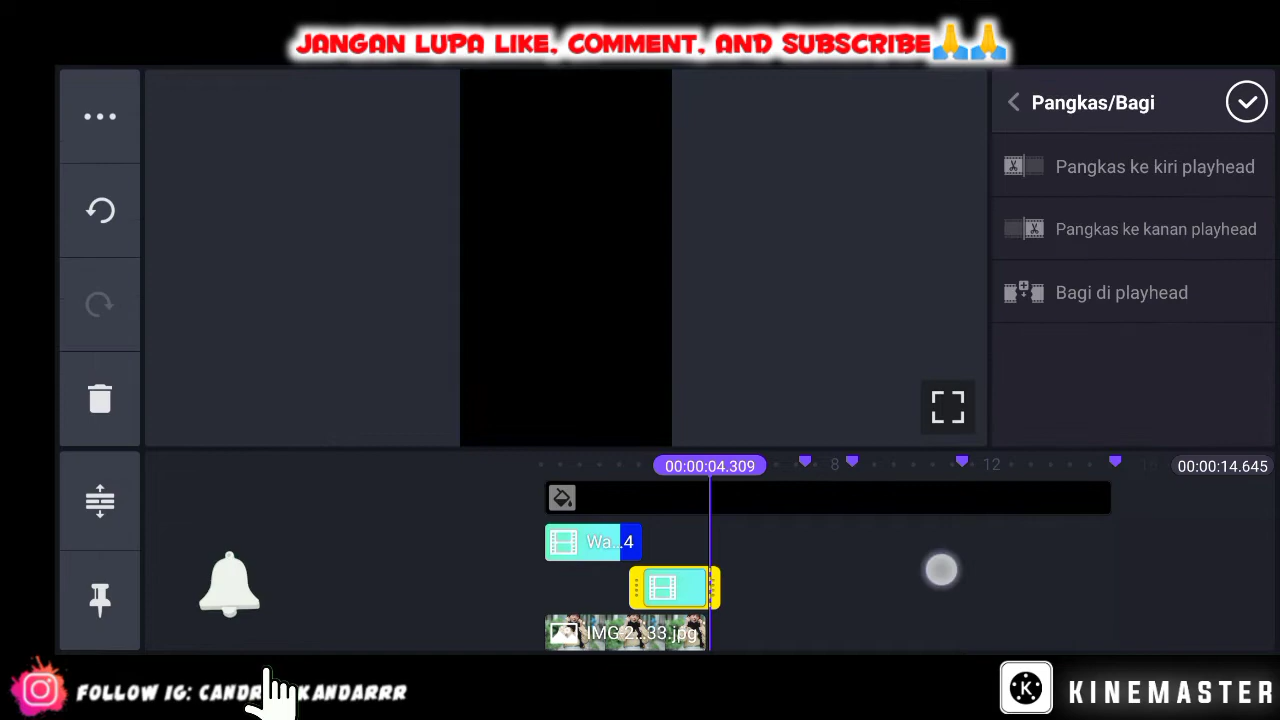 JANGAN LUPA LIKE, COMMENT, AND SUBSCRIBE🙏🙏
Pangkas/Bagi
Pangkas ke kiri playhead
Pangkas ke kanan playhead
Bagi di playhead
00:00:04.309
8
12
00:00:14.645
Wa...4
IMG-2...33.jpg
FOLLOW IG:
K
KINEMASTER